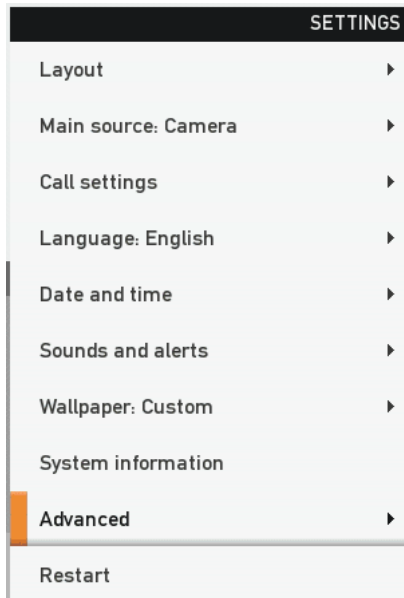 SETTINGS
Layout
Main source: Camera
Call settings
Language: English
Date and time
Sounds and alerts
Wallpaper: Custom
System information
Advanced
Restart